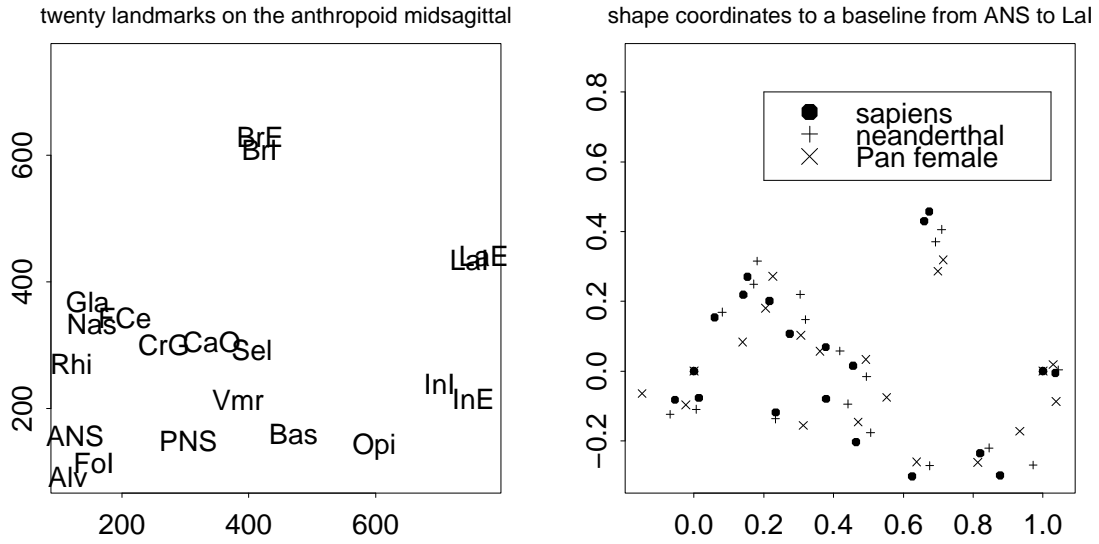 twenty landmarks on the anthropoid midsagittal
BrE
BrI
LaI
LaE
Gla
Nas
FCe
CrG
CaO
Sel
Rhi
InI
InE
Vmr
ANS
PNS
Bas
Opi
Fol
Alv
600
400
200
200 400 600
shape coordinates to a baseline from ANS to LaI
sapiens
neanderthal
Pan female
0.8
0.6
0.4
0.2
0.0
−0.2
0.0 0.2 0.4 0.6 0.8 1.0